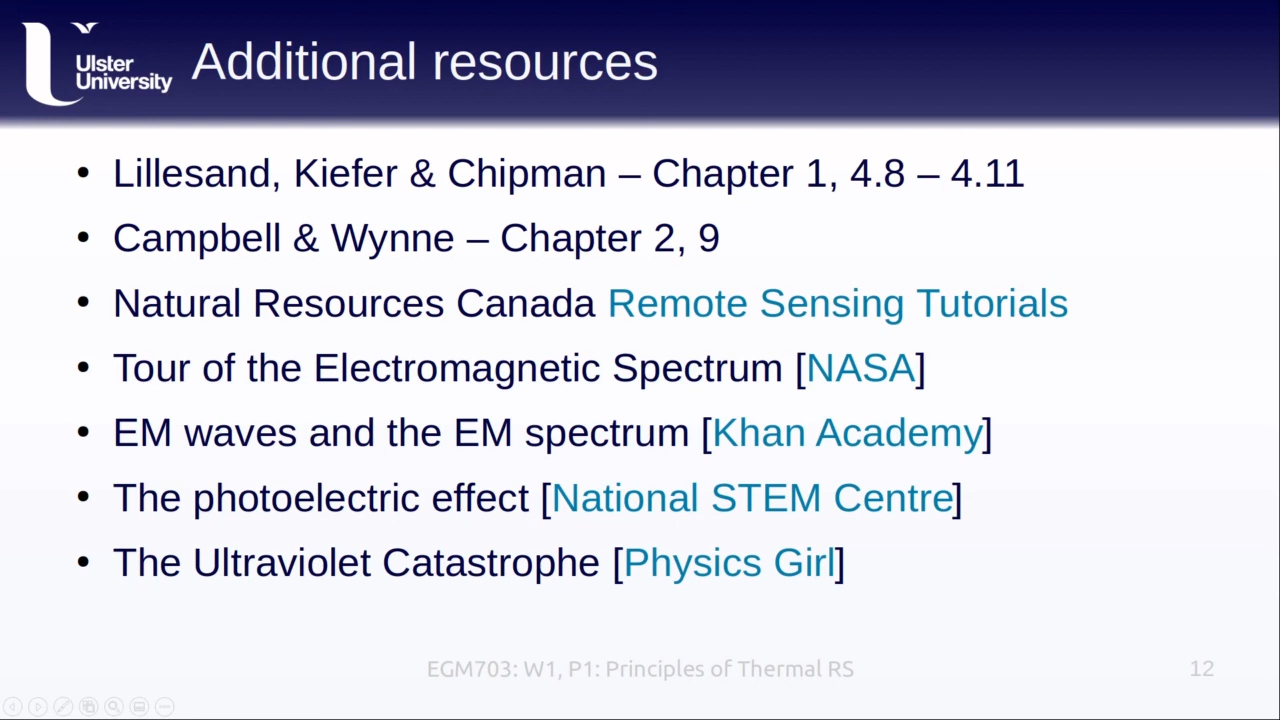 Ulster
University
Additional resources
• Lillesand, Kiefer & Chipman – Chapter 1, 4.8 – 4.11
• Campbell & Wynne – Chapter 2, 9
• Natural Resources Canada Remote Sensing Tutorials
• Tour of the Electromagnetic Spectrum [NASA]
• EM waves and the EM spectrum [Khan Academy]
• The photoelectric effect [National STEM Centre]
• The Ultraviolet Catastrophe [Physics Girl]
EGM703: W1, P1: Principles of Thermal RS
12